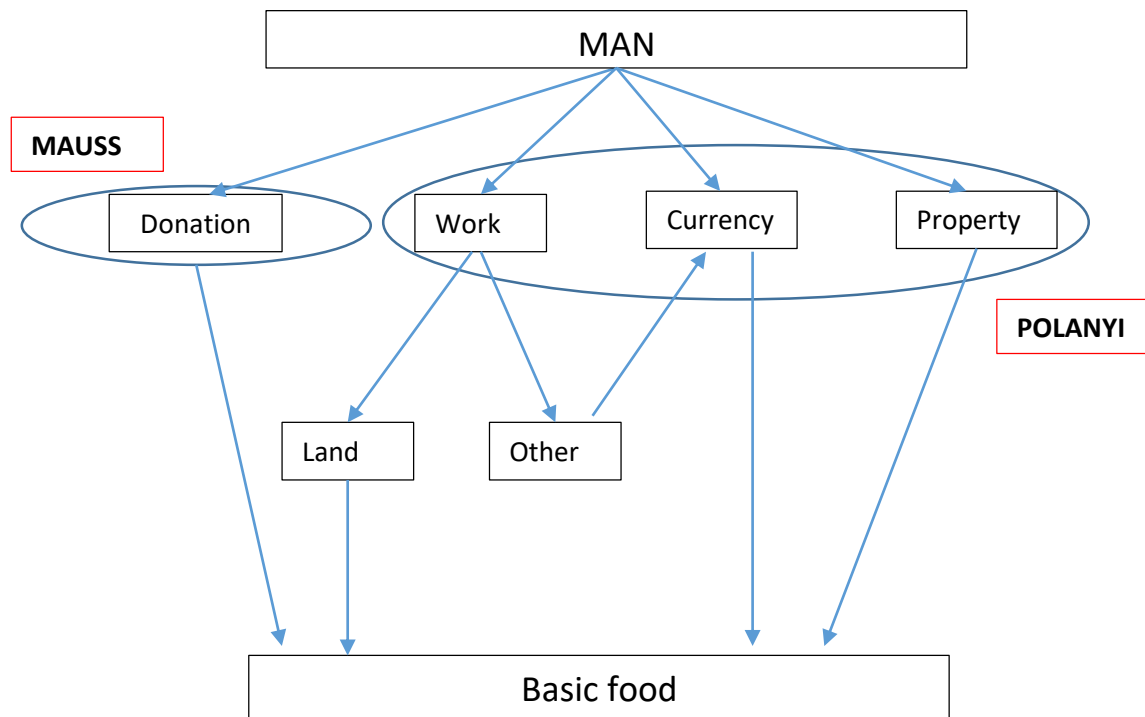 MAN
MAUSS
Donation
Work
Currency
Property
POLANYI
Land
Other
Basic food